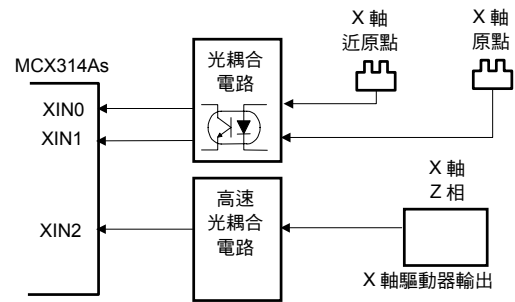 X 軸
近原點
X 軸
原點
MCX314As
光耦合
電路
XIN0
XIN1
X 軸
Z 相
高速
光耦合
電路
XIN2
X 軸驅動器輸出